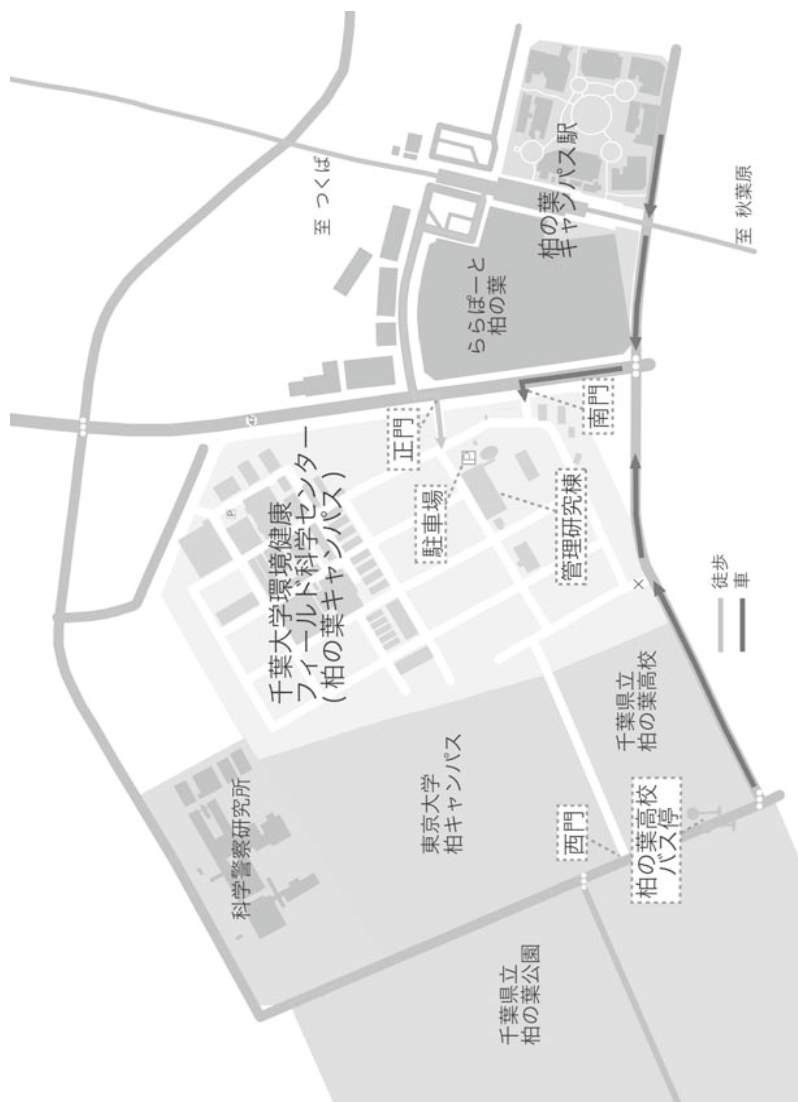 科学警察研究所
千葉大学環境健康
フィールド科学センター
(柏の葉キャンパス)
至 つくば
P
正門
駐車場
P
ららぽーと
柏の葉
柏の葉
キャンパス駅
東京大学
柏キャンパス
管理研究棟
南門
至 秋葉原
千葉県立
柏の葉公園
西門
千葉県立
柏の葉高校
柏の葉高校
バス停
×
徒歩
車